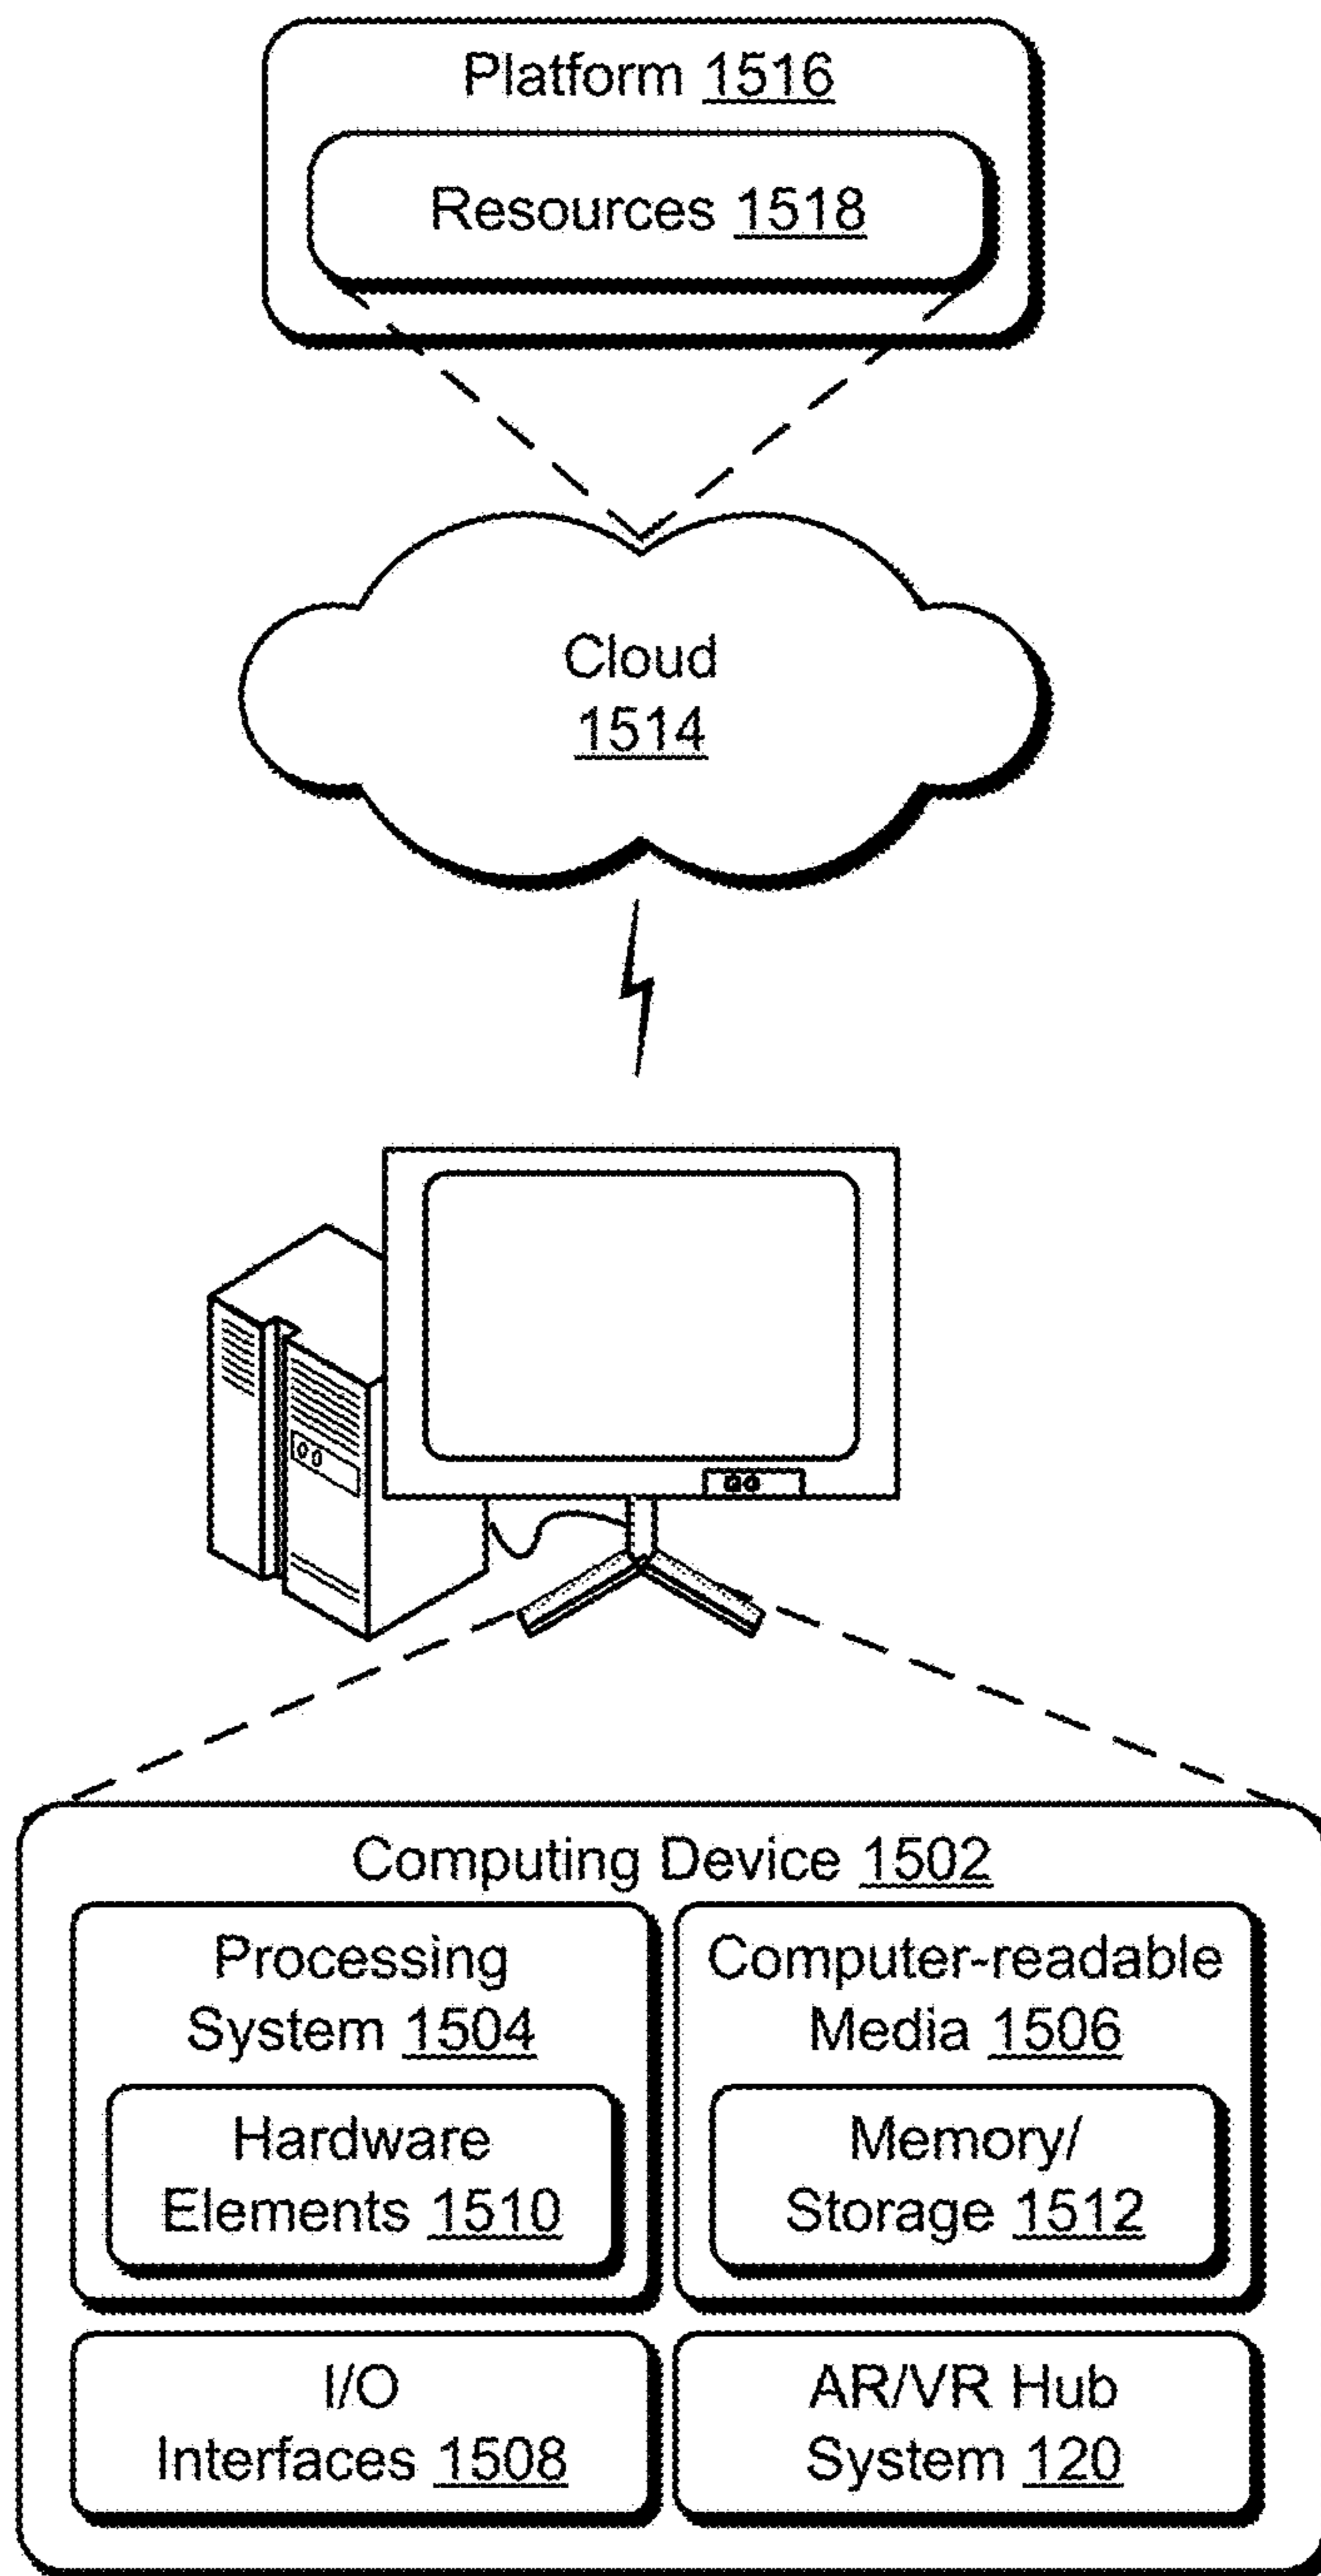 Platform 1516
Resources 1518
Cloud
1514
Computing Device 1502
Processing
System 1504
Hardware
Elements 1510
Computer-readable
Media 1506
Memory/
Storage 1512
I/O
Interfaces 1508
AR/VR Hub
System 120